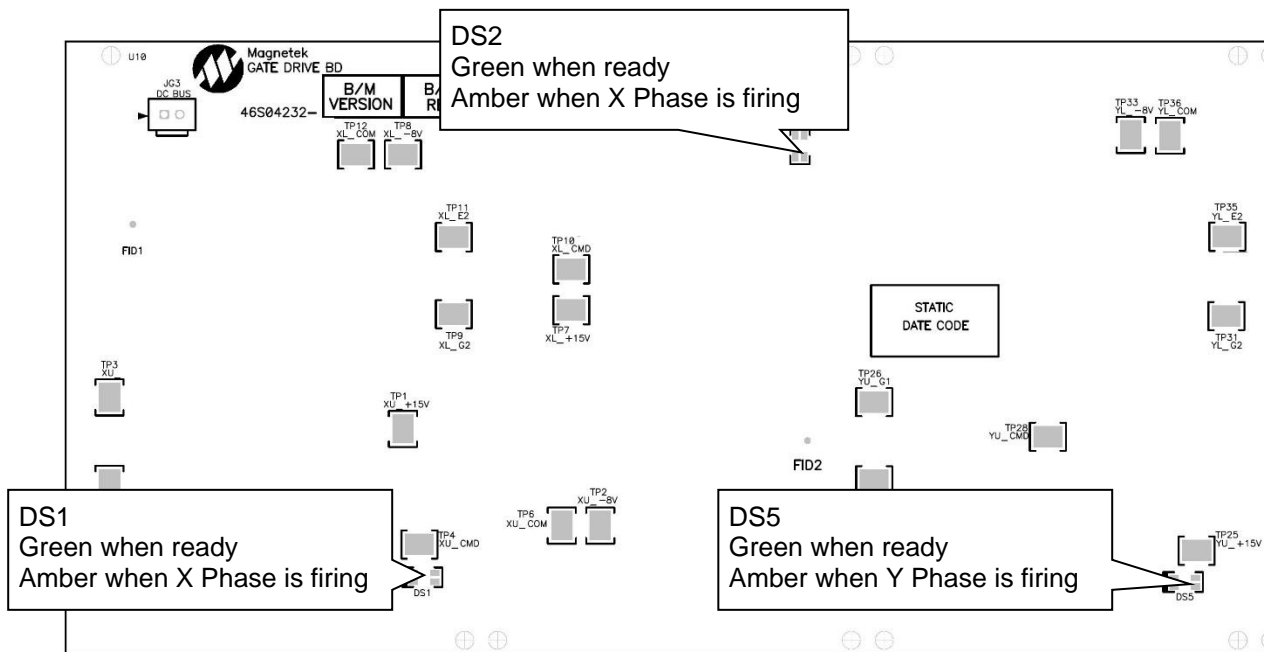 DS2
Green when ready
Amber when X Phase is firing
U10
Magnetek
GATE DRIVE BD
JG3
DC BUS
46S04232-
B/M
VERSION
B/
RE
TP12
XL_COM
TP8
XL_-8V
TP33
YL_-8V
TP36
YL_COM
TP11
XL_E2
TP35
YL_E2
FID1
TP10
XL_CMD
STATIC
DATE CODE
TP9
XL_G2
TP7
XL_+15V
TP31
YL_G2
TP3
XU_
TP26
YU_G1
TP1
XU_+15V
TP28
YU_CMD
FID2
DS1
Green when ready
Amber when X Phase is firing
TP6
XU_COM
TP2
XU_-8V
DS5
Green when ready
Amber when Y Phase is firing
TP4
XU_CMD
TP25
YU_+15V
DS1
DS5